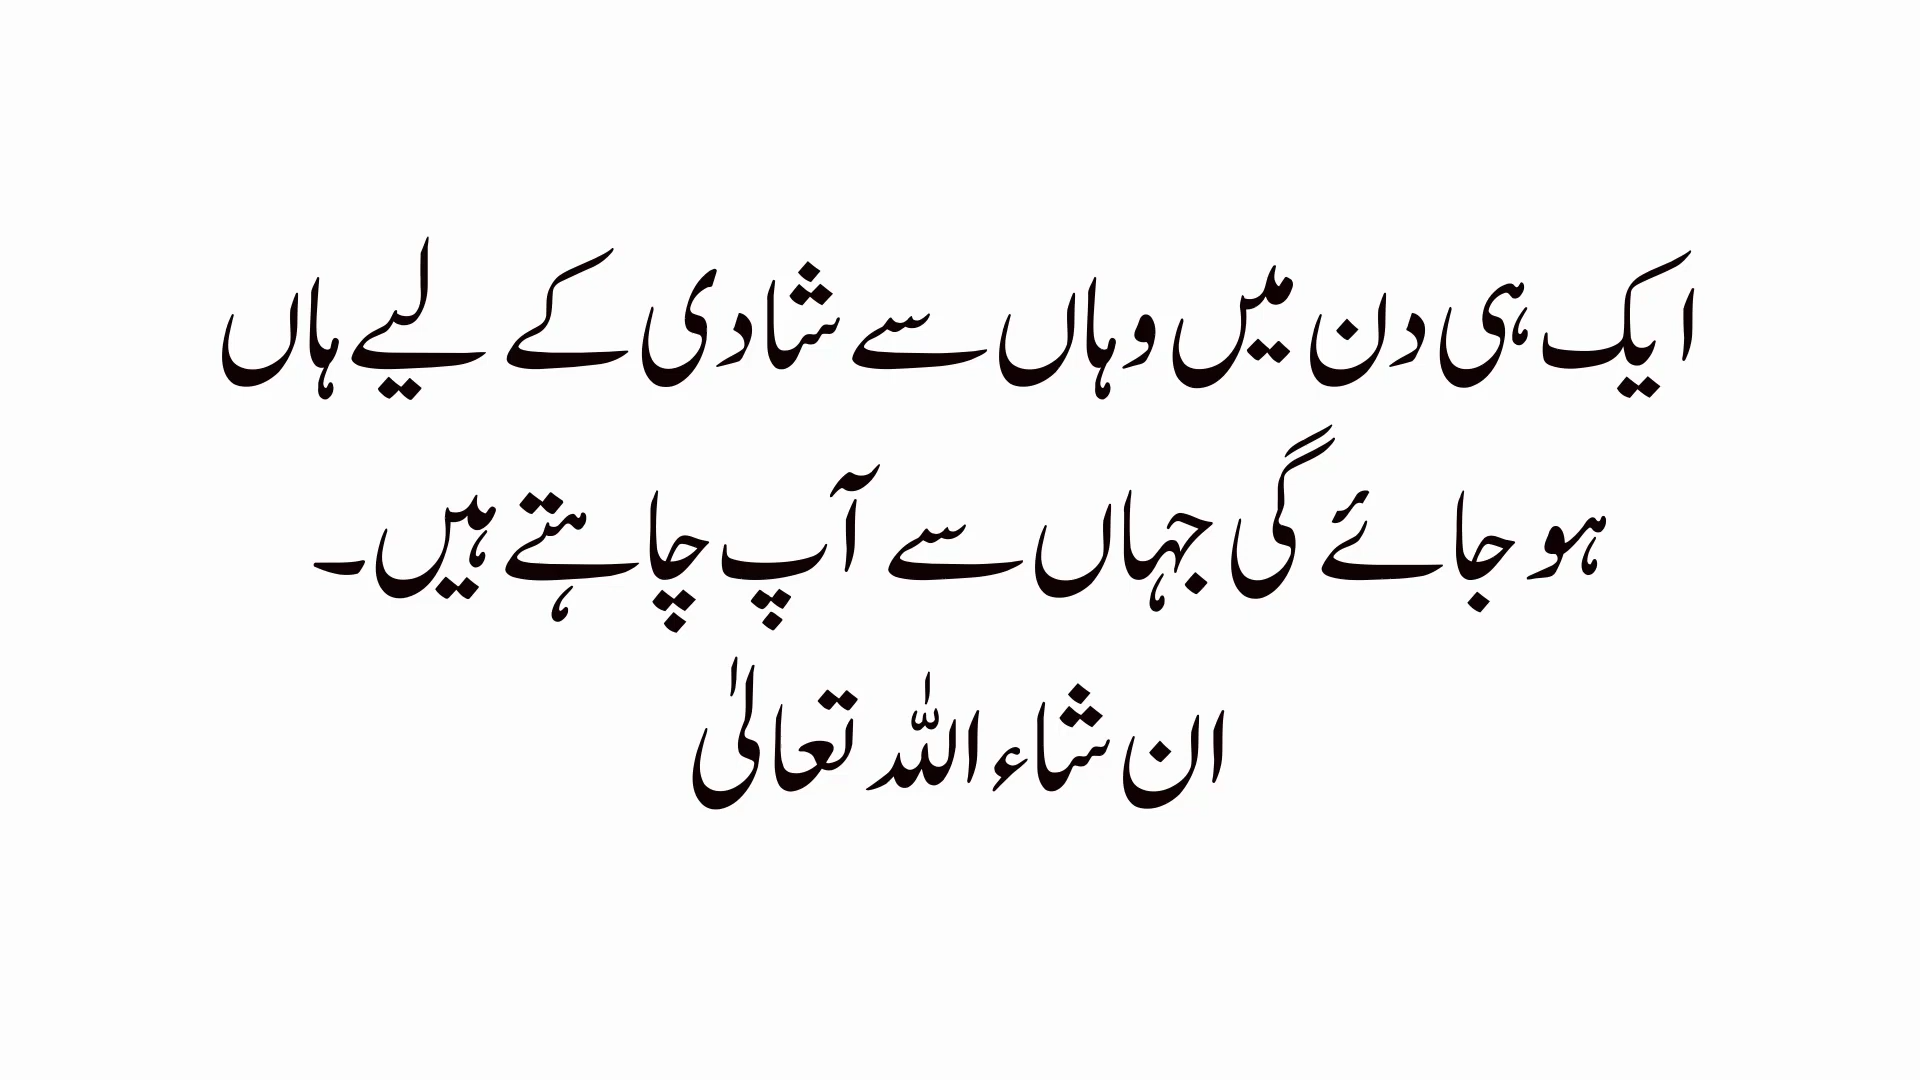 ایک ہی دن میں وہاں سے شادی کے لیے ہاں
ہو جائے گی جہاں سے آپ چاہتے ہیں۔
ان شاء اللہ تعالیٰ